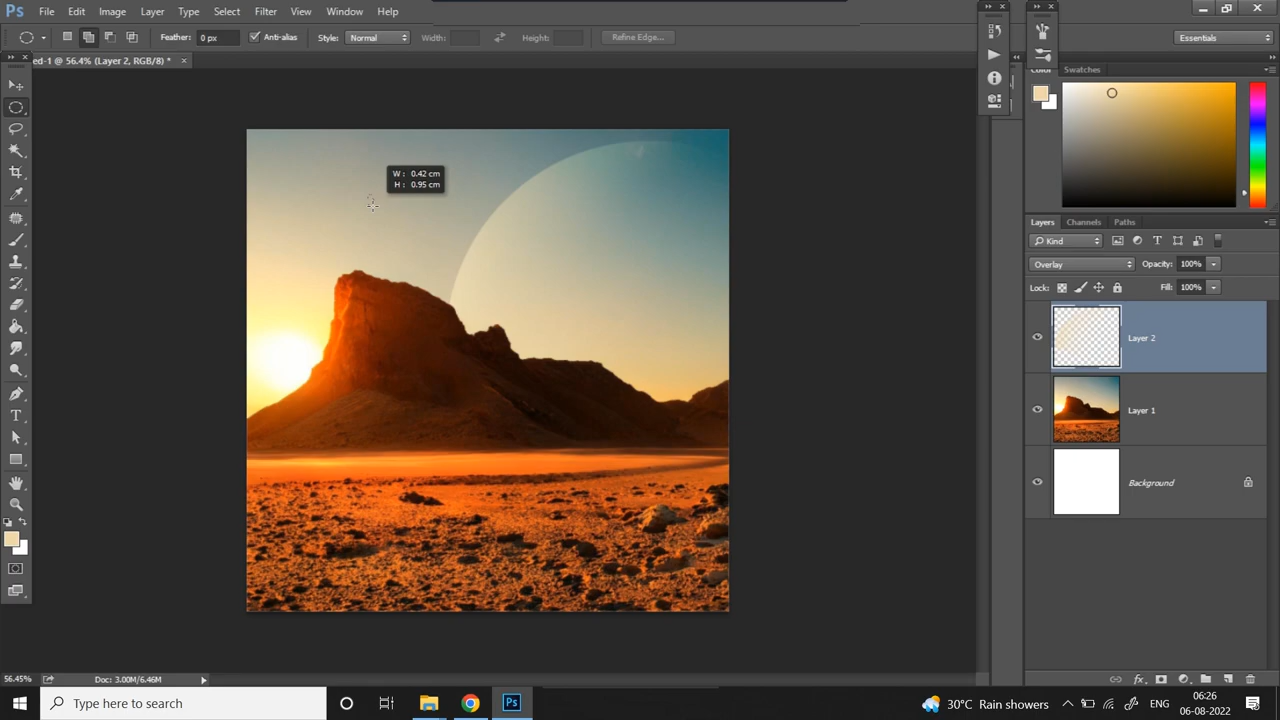 Ps File Edit Image Layer Type Select Filter 3D View Window Help
Feather: 0 px Anti-alias Style: Normal Width: Height: Refine Edge... Essentials
ed-1 @ 56.4% (Layer 2, RGB/8) * ×
Color Swatches
W : 0.42 cm
H : 0.95 cm
Layers Channels Paths
Kind
Overlay Opacity: 100%
Lock: Fill: 100%
Layer 2
Layer 1
Background
56.45% Doc: 3.00M/6.46M
Type here to search
Ps
30°C Rain showers
ENG
06:26
06-08-2022